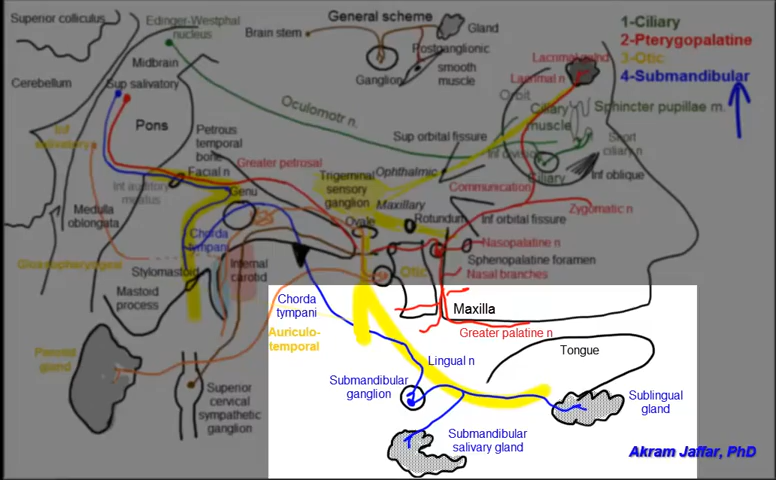 Superior colliculus
Edinger-Westphal
nucleus
Brain stem
General scheme
Gland
1-Ciliary
2-Pterygopalatine
3-Otic
4-Submandibular
Postganglionic
smooth
muscle
Ganglion
Midbrain
Cerebellum
Sup salivatory
Lacrimal gland
Lacrimal n
Orbit
Ciliary
muscle
Sphincter pupillae m.
Oculomotr n.
Pons
Inf
salivatory
Petrous
temporal
bone
Sup orbital fissure
Inf division
Short
ciliary n
Ciliary
Inf oblique
Facial n
Greater petrosal
Trigeminal
sensory
ganglion
Ophthalmic
Int auditory
meatus
Genu
Communication
Maxillary
Medulla
oblongata
Ovale
Rotundum
Inf orbital fissure
Zygomatic n
Chorda
tympani
Nasopalatine n
Sphenopalatine foramen
Nasal branches
Glossopharyngeal
Stylomastoid
Internal
carotid
Otic
Mastoid
process
Chorda
tympani
Maxilla
Auriculo-
temporal
Greater palatine n
Parotid
gland
Lingual n
Tongue
Submandibular
ganglion
Superior
cervical
sympathetic
ganglion
Sublingual
gland
Submandibular
salivary gland
Akram Jaffar, PhD